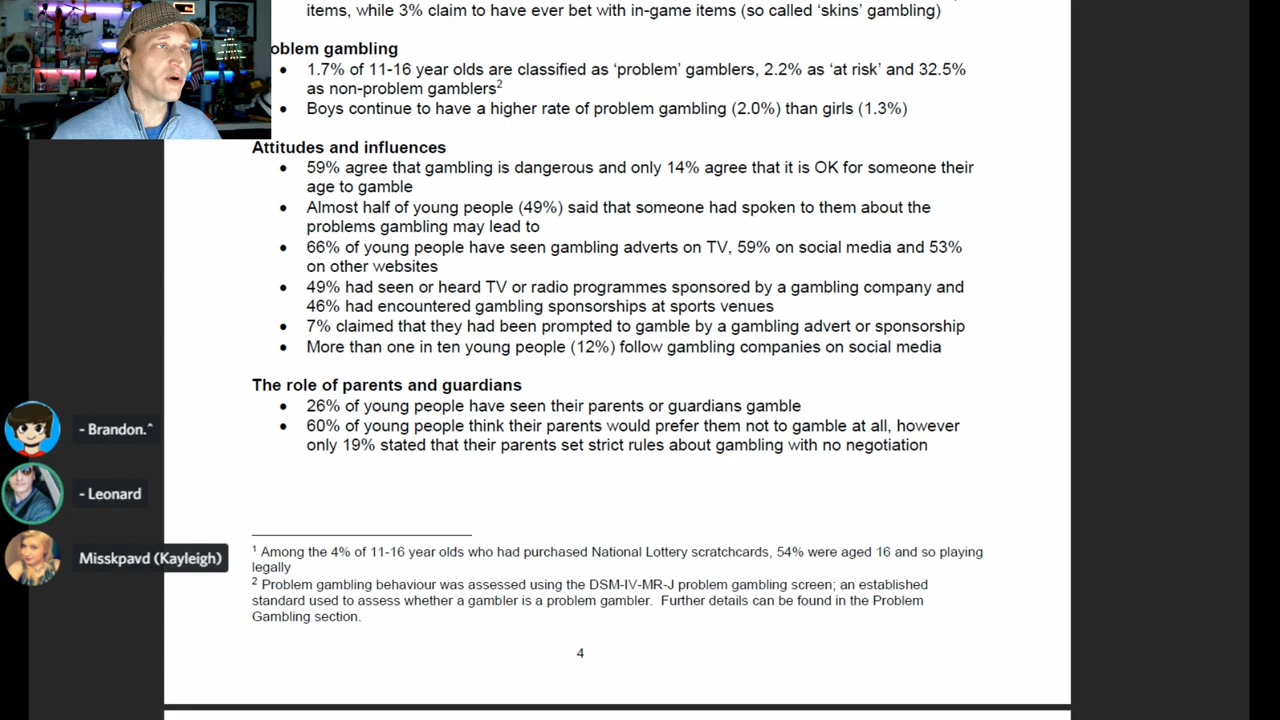 items, while 3% claim to have ever bet with in-game items (so called ‘skins’ gambling)
oblem gambling
• 1.7% of 11-16 year olds are classified as ‘problem’ gamblers, 2.2% as ‘at risk’ and 32.5%
as non-problem gamblers²
• Boys continue to have a higher rate of problem gambling (2.0%) than girls (1.3%)
Attitudes and influences
• 59% agree that gambling is dangerous and only 14% agree that it is OK for someone their
age to gamble
• Almost half of young people (49%) said that someone had spoken to them about the
problems gambling may lead to
• 66% of young people have seen gambling adverts on TV, 59% on social media and 53%
on other websites
• 49% had seen or heard TV or radio programmes sponsored by a gambling company and
46% had encountered gambling sponsorships at sports venues
• 7% claimed that they had been prompted to gamble by a gambling advert or sponsorship
• More than one in ten young people (12%) follow gambling companies on social media
The role of parents and guardians
• 26% of young people have seen their parents or guardians gamble
• 60% of young people think their parents would prefer them not to gamble at all, however
only 19% stated that their parents set strict rules about gambling with no negotiation
- Brandon.^
- Leonard
Misskpavd (Kayleigh)
¹ Among the 4% of 11-16 year olds who had purchased National Lottery scratchcards, 54% were aged 16 and so playing
legally
² Problem gambling behaviour was assessed using the DSM-IV-MR-J problem gambling screen; an established
standard used to assess whether a gambler is a problem gambler. Further details can be found in the Problem
Gambling section.
4